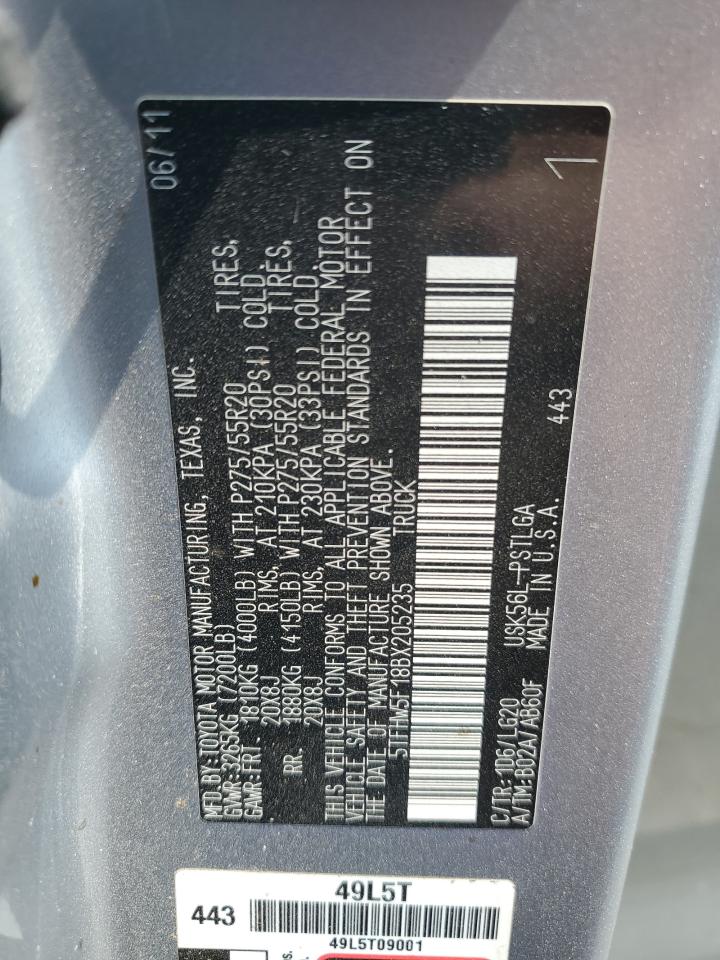 MFD.BY:TOYOTA MOTOR MANUFACTURING, TEXAS, INC. 06/11
GVWR:3265KG (7200LB)
GAWR:FRT. 1810KG (4000LB) WITH P275/55R20 TIRES,
20X8J RIMS, AT 210KPA (30PSI) COLD.
RR. 1880KG (4150LB) WITH P275/55R20 TIRES,
20X8J RIMS, AT 230KPA (33PSI) COLD.
THIS VEHICLE CONFORMS TO ALL APPLICABLE FEDERAL MOTOR
VEHICLE SAFETY AND THEFT PREVENTION STANDARDS IN EFFECT ON
THE DATE OF MANUFACTURE SHOWN ABOVE.
5TFHW5F18BX205235 TRUCK
C/TR:1D6/LG20 USK56L-PSTLGA
A/TM:B02A/AB60F MADE IN U.S.A. 443
1
49L5T
443
49L5T09001